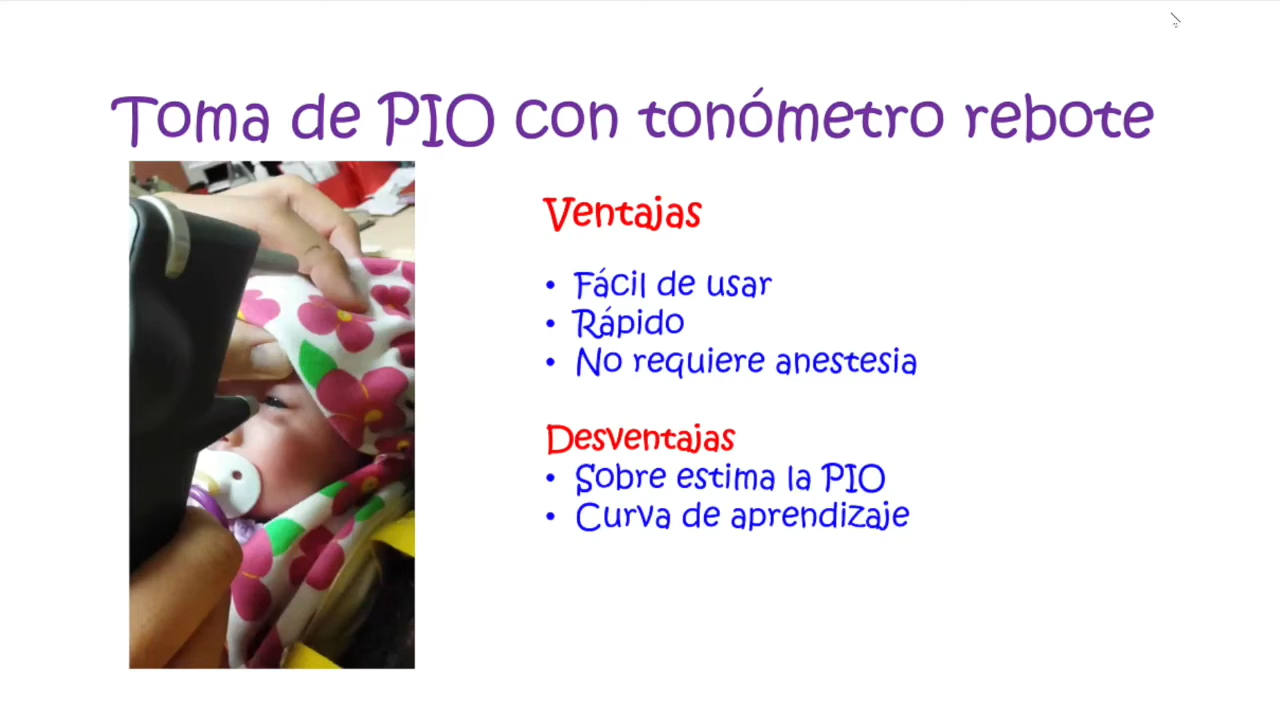 Toma de PIO con tonómetro rebote
Ventajas
• Fácil de usar
• Rápido
• No requiere anestesia
Desventajas
• Sobre estima la PIO
• Curva de aprendizaje